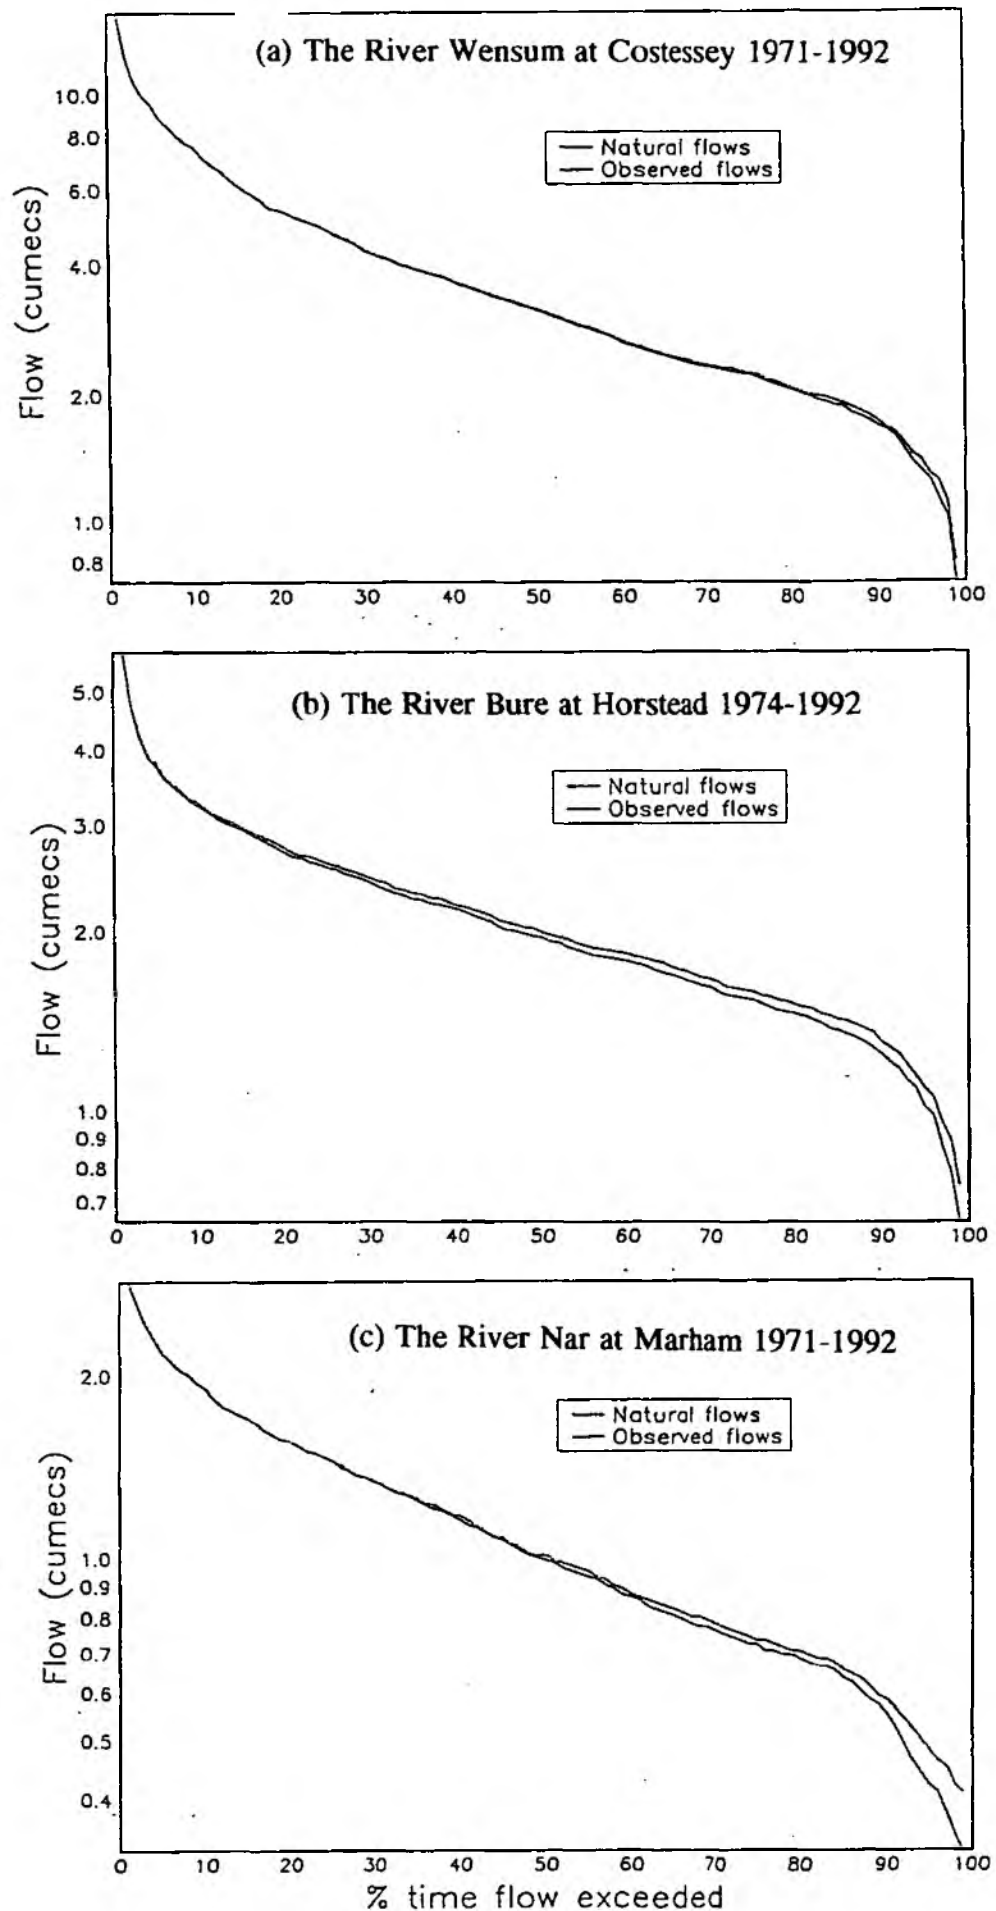 (a) The River Wensum at Costessey 1971-1992
Natural flows
Observed flows
Flow (cumecs)
10.0
8.0
6.0
4.0
2.0
1.0
0.8
0 10 20 30 40 50 60 70 80 90 100
(b) The River Bure at Horstead 1974-1992
Natural flows
Observed flows
Flow (cumecs)
5.0
4.0
3.0
2.0
1.0
0.9
0.8
0.7
0 10 20 30 40 50 60 70 80 90 100
(c) The River Nar at Marham 1971-1992
Natural flows
Observed flows
Flow (cumecs)
2.0
1.0
0.9
0.8
0.7
0.6
0.5
0.4
0 10 20 30 40 50 60 70 80 90 100
% time flow exceeded